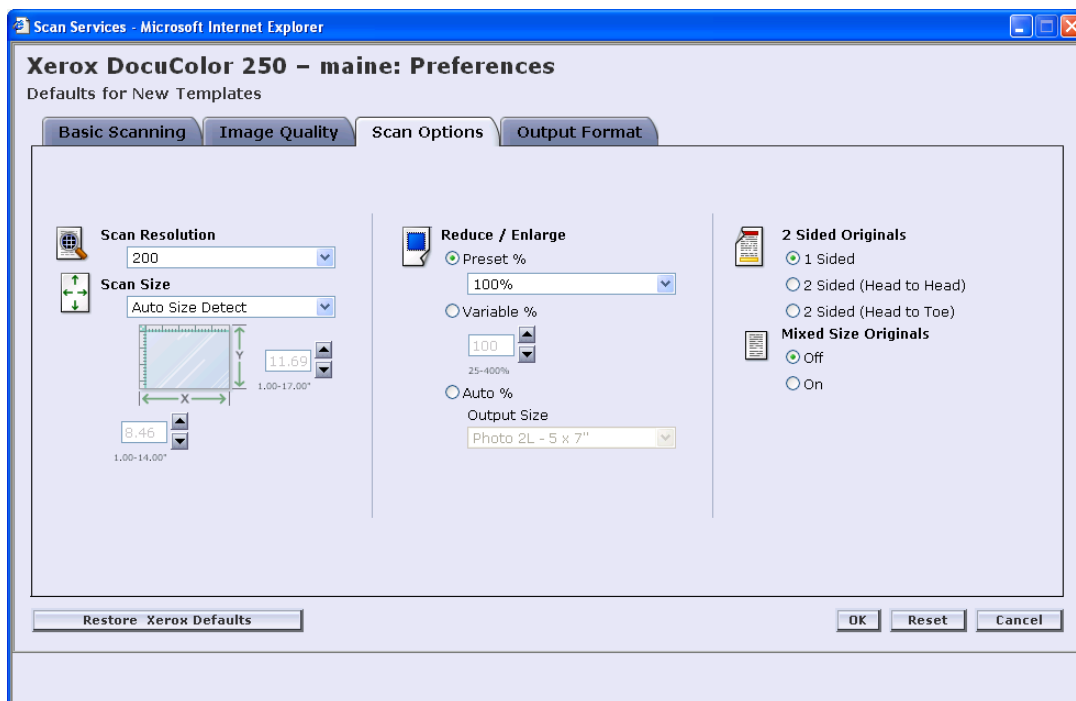 Scan Services - Microsoft Internet Explorer
Xerox DocuColor 250 – maine: Preferences
Defaults for New Templates
Basic Scanning
Image Quality
Scan Options
Output Format
Scan Resolution
200
Scan Size
Auto Size Detect
Y
11.69
1.00-17.00"
X
8.46
1.00-14.00"
Reduce / Enlarge
Preset %
100%
Variable %
100
25-400%
Auto %
Output Size
Photo 2L - 5 x 7"
2 Sided Originals
1 Sided
2 Sided (Head to Head)
2 Sided (Head to Toe)
Mixed Size Originals
Off
On
Restore Xerox Defaults
OK
Reset
Cancel